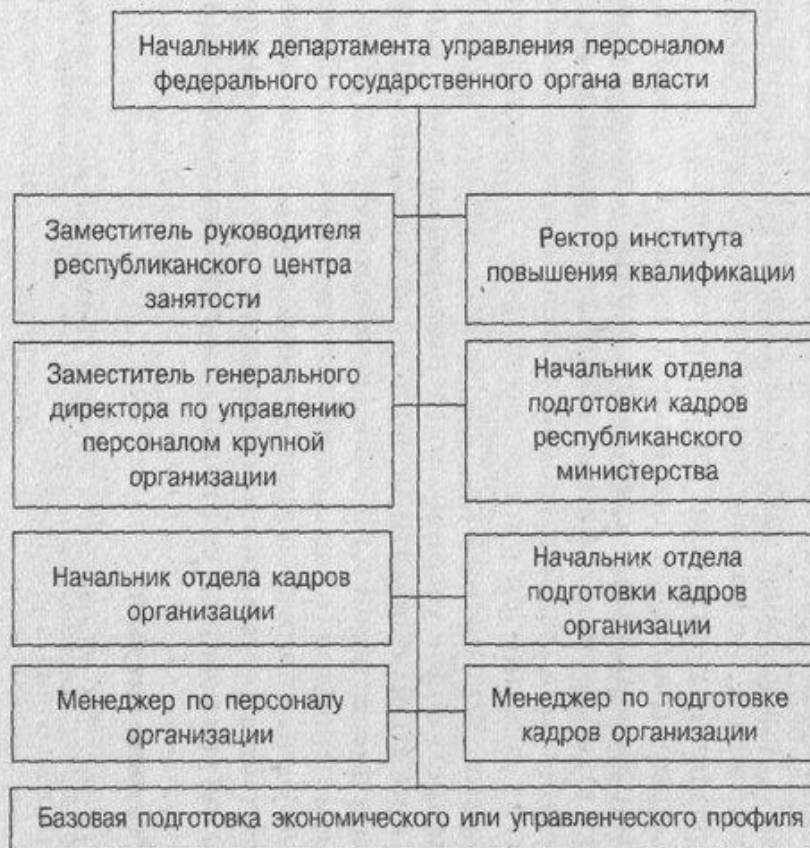 Начальник департамента управления персоналом
федерального государственного органа власти
Заместитель руководителя
республиканского центра
занятости
Ректор института
повышения квалификации
Заместитель генерального
директора по управлению
персоналом крупной
организации
Начальник отдела
подготовки кадров
республиканского
министерства
Начальник отдела кадров
организации
Начальник отдела
подготовки кадров
организации
Менеджер по персоналу
организации
Менеджер по подготовке
кадров организации
Базовая подготовка экономического или управленческого профиля